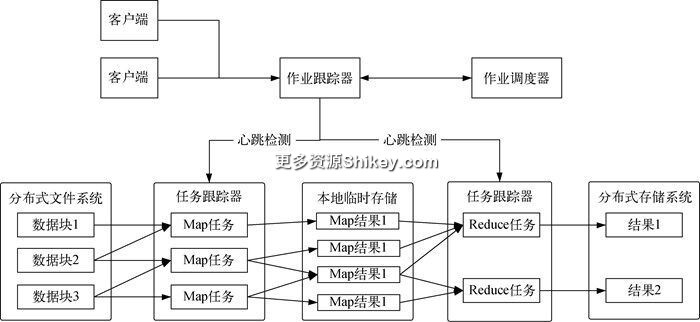 客户端
客户端
作业跟踪器
作业调度器
心跳检测
心跳检测
更多资源Shikey.com
分布式文件系统
数据块1
数据块2
数据块3
任务跟踪器
Map任务
Map任务
Map任务
本地临时存储
Map结果1
Map结果1
Map结果1
Map结果1
任务跟踪器
Reduce任务
Reduce任务
分布式存储系统
结果1
结果2